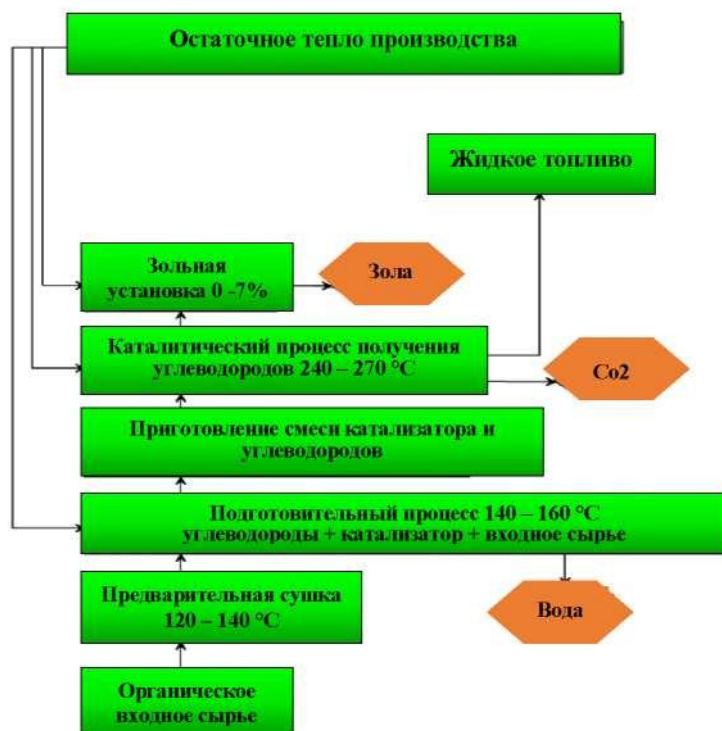 Остаточное тепло производства
Жидкое топливо
Зольная
установка 0 -7%
Зола
Каталитический процесс получения
углеводородов 240 – 270 °С
Со2
Приготовление смеси катализатора и
углеводородов
Подготовительный процесс 140 – 160 °С
углеводороды + катализатор + входное сырье
Предварительная сушка
120 – 140 °С
Вода
Органическое
входное сырье